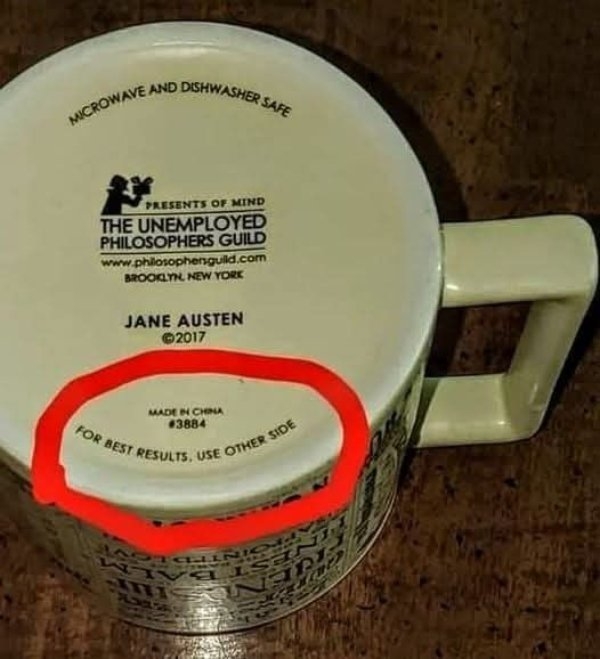 MICROWAVE AND DISHWASHER SAFE
PRESENTS OF MIND
THE UNEMPLOYED
PHILOSOPHERS GUILD
www.philosophersguild.com
BROOKLYN, NEW YORK
JANE AUSTEN
©2017
MADE IN CHINA
#3884
FOR BEST RESULTS, USE OTHER SIDE